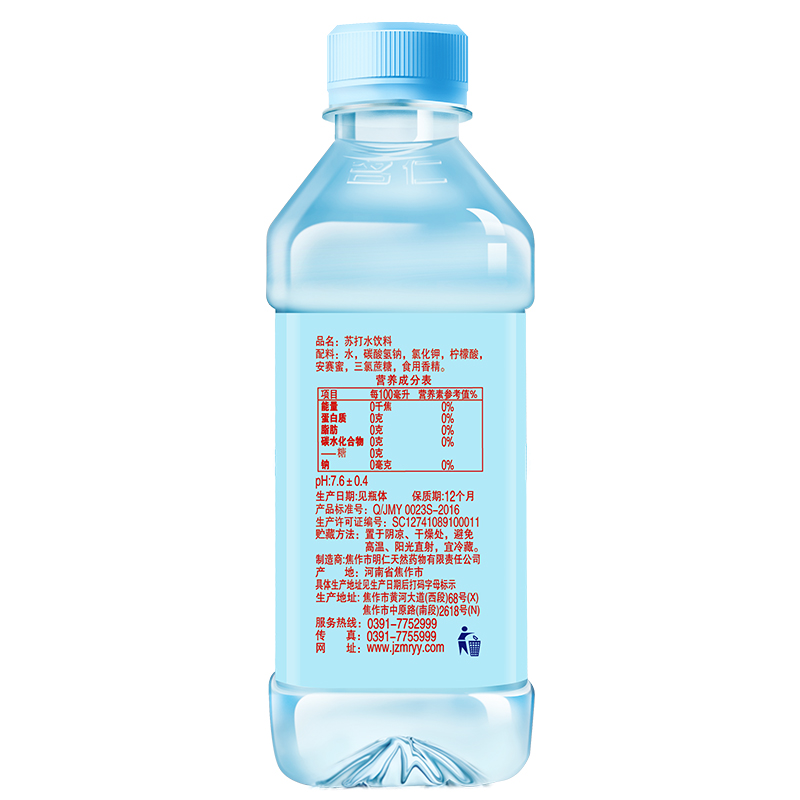 名仁
品名：苏打水饮料
配料：水，碳酸氢钠，氯化钾，柠檬酸，
安赛蜜，三氯蔗糖，食用香精。
营养成分表
项目 每100毫升 营养素参考值%
能量 0千焦 0%
蛋白质 0克 0%
脂肪 0克 0%
碳水化合物 0克 0%
——糖 0克
钠 0毫克 0%
pH:7.6±0.4
生产日期:见瓶体 保质期:12个月
产品标准号：Q/JMY 0023S-2016
生产许可证编号：SC12741089100011
贮藏方法：置于阴凉、干燥处，避免
高温、阳光直射，宜冷藏。
制造商:焦作市明仁天然药物有限责任公司
产 地：河南省焦作市
具体生产地址见生产日期后打码字母标示
生产地址：焦作市黄河大道(西段)68号(X)
焦作市中原路(南段)2618号(N)
服务热线：0391-7752999
传 真：0391-7755999
网 址：www.jzmryy.com